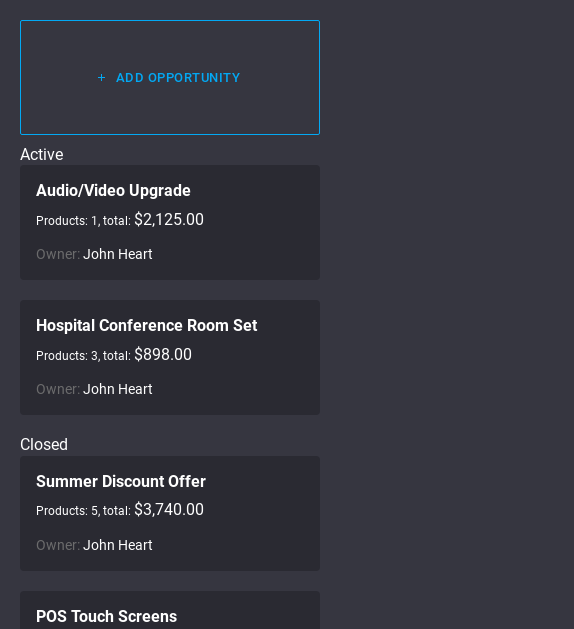 + ADD OPPORTUNITY
Active
Audio/Video Upgrade
Products: 1, total: $2,125.00
Owner: John Heart
Hospital Conference Room Set
Products: 3, total: $898.00
Owner: John Heart
Closed
Summer Discount Offer
Products: 5, total: $3,740.00
Owner: John Heart
POS Touch Screens